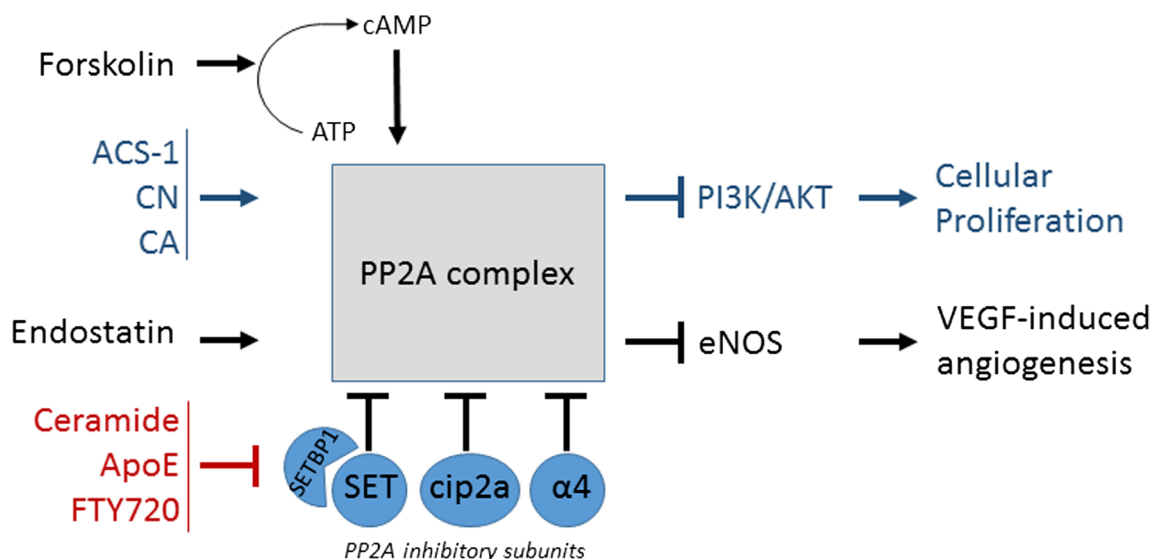 cAMP
Forskolin
ATP
ACS-1
CN
CA
PI3K/AKT
Cellular
Proliferation
PP2A complex
Endostatin
eNOS
VEGF-induced
angiogenesis
Ceramide
ApoE
FTY720
SETBP1
SET
cip2a
α4
PP2A inhibitory subunits